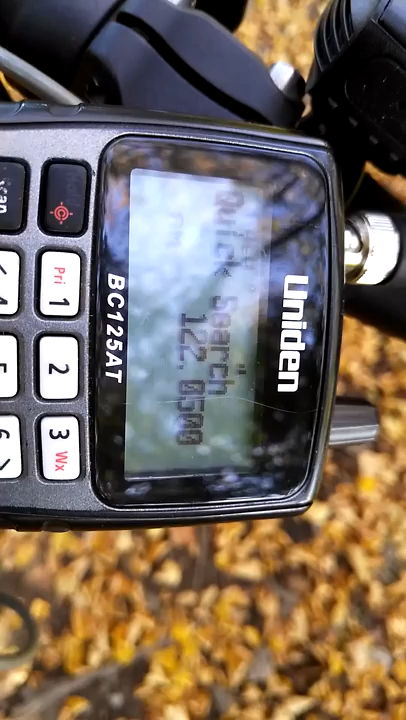 Uniden
Quick Search
122.0500
BC125AT
Pri 1
2
3 Wx